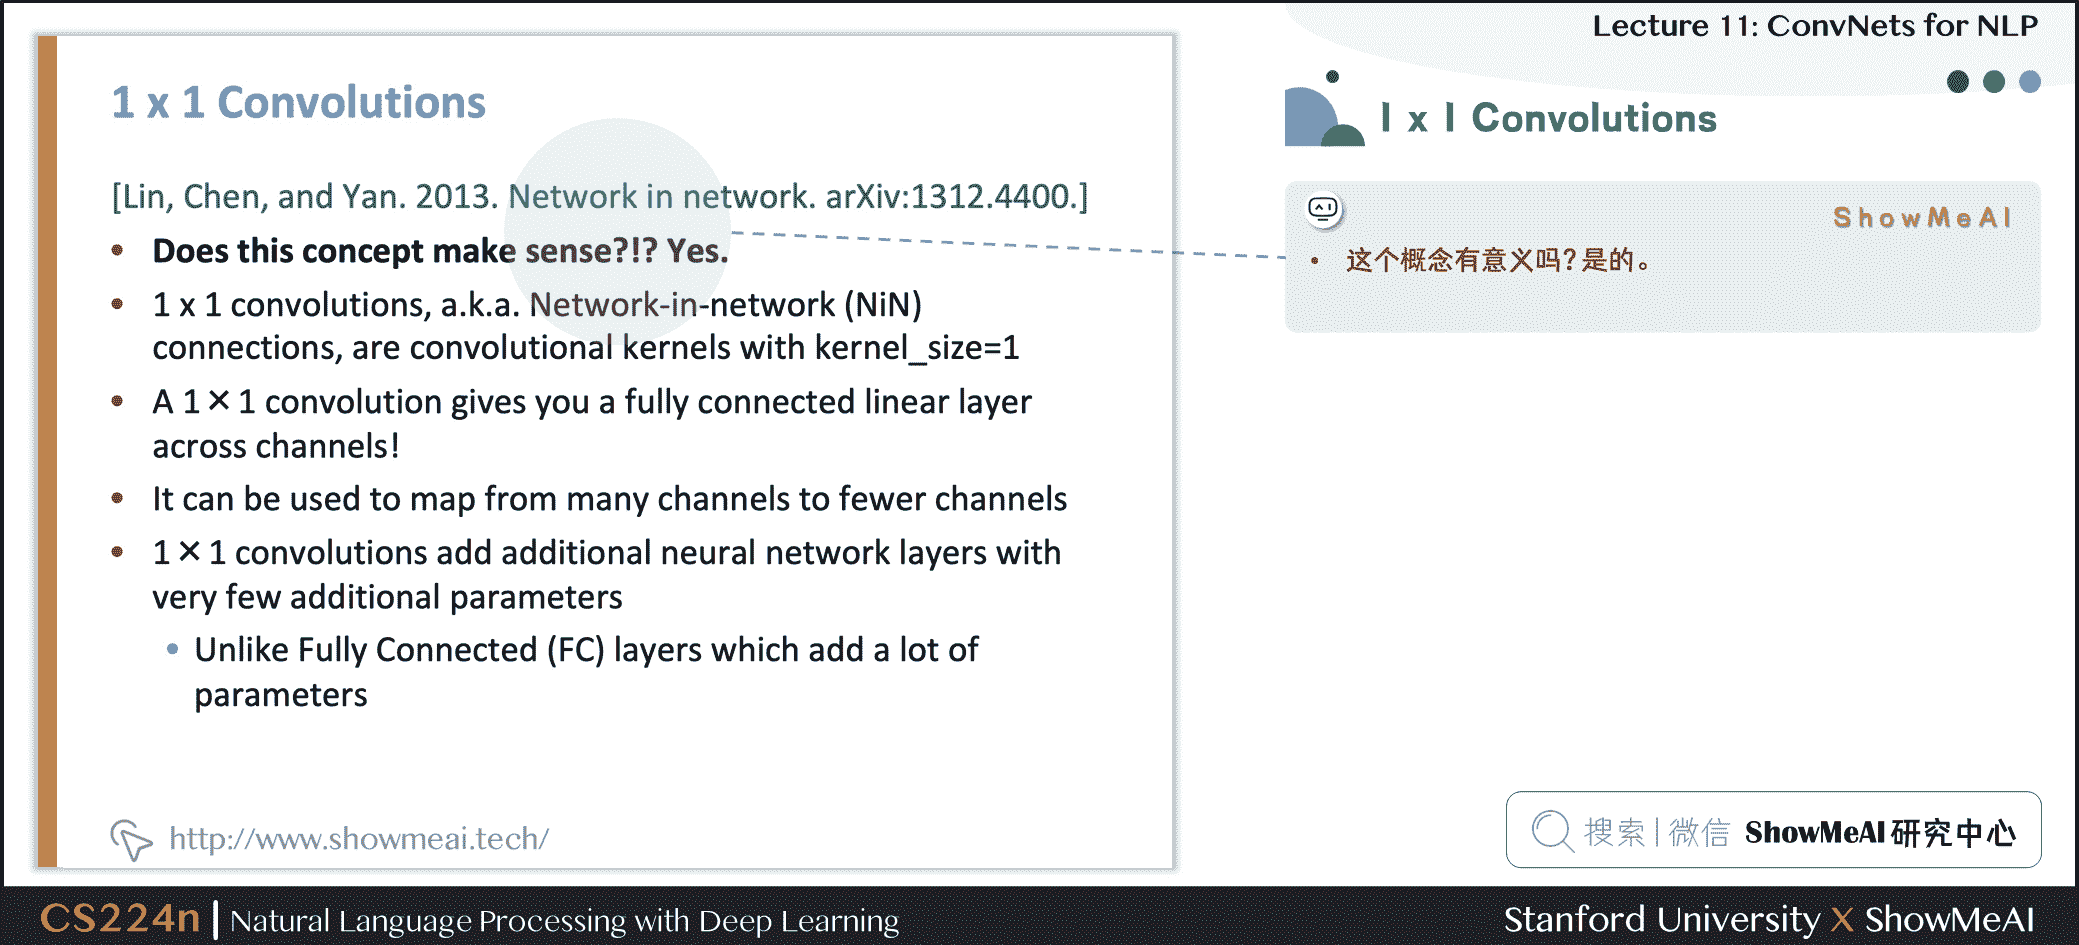 Lecture 11: ConvNets for NLP
1 x 1 Convolutions
[Lin, Chen, and Yan. 2013. Network in network. arXiv:1312.4400.]
• Does this concept make sense?!? Yes.
• 1 x 1 convolutions, a.k.a. Network-in-network (NiN)
connections, are convolutional kernels with kernel_size=1
• A 1×1 convolution gives you a fully connected linear layer
across channels!
• It can be used to map from many channels to fewer channels
• 1×1 convolutions add additional neural network layers with
very few additional parameters
• Unlike Fully Connected (FC) layers which add a lot of
parameters
http://www.showmeai.tech/
1 x 1 Convolutions
ShowMeAI
• 这个概念有意义吗?是的。
搜索|微信 ShowMeAI研究中心
CS224n | Natural Language Processing with Deep Learning
Stanford University X ShowMeAI